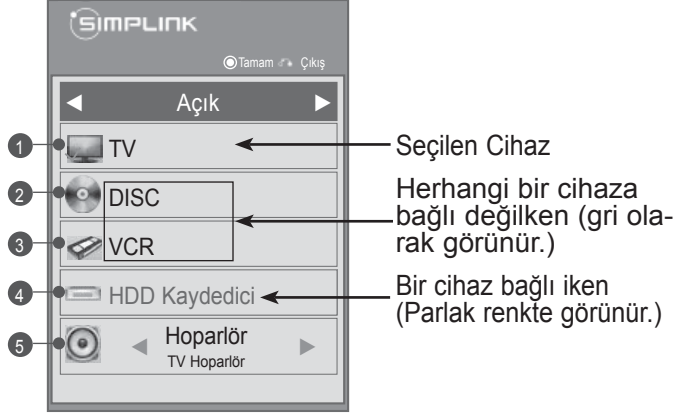 SIMPLINK
Tamam Çıkış
Açık
1 TV
Seçilen Cihaz
2 DISC
3 VCR
Herhangi bir cihaza
bağlı değilken (gri ola-
rak görünür.)
4 HDD Kaydedici
Bir cihaz bağlı iken
(Parlak renkte görünür.)
5 Hoparlör
TV Hoparlör